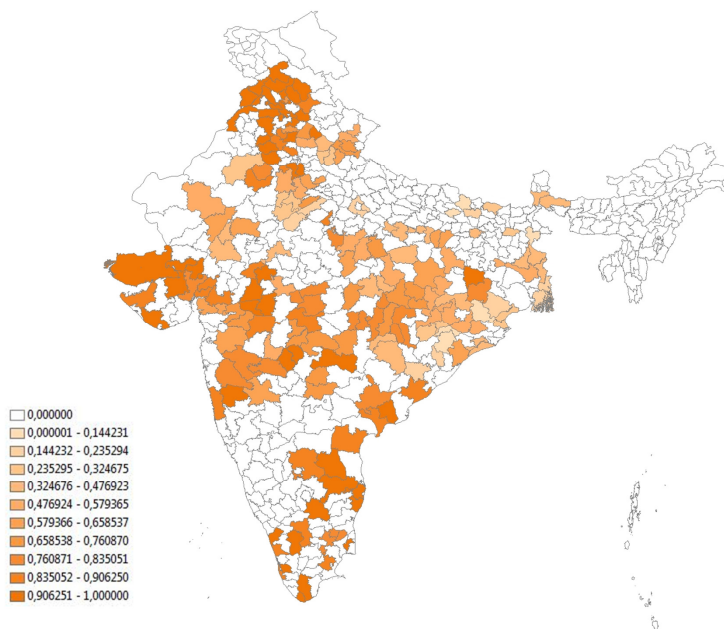 0,000000
0,000001 - 0,144231
0,144232 - 0,235294
0,235295 - 0,324675
0,324676 - 0,476923
0,476924 - 0,579365
0,579366 - 0,658537
0,658538 - 0,760870
0,760871 - 0,835051
0,835052 - 0,906250
0,906251 - 1,000000